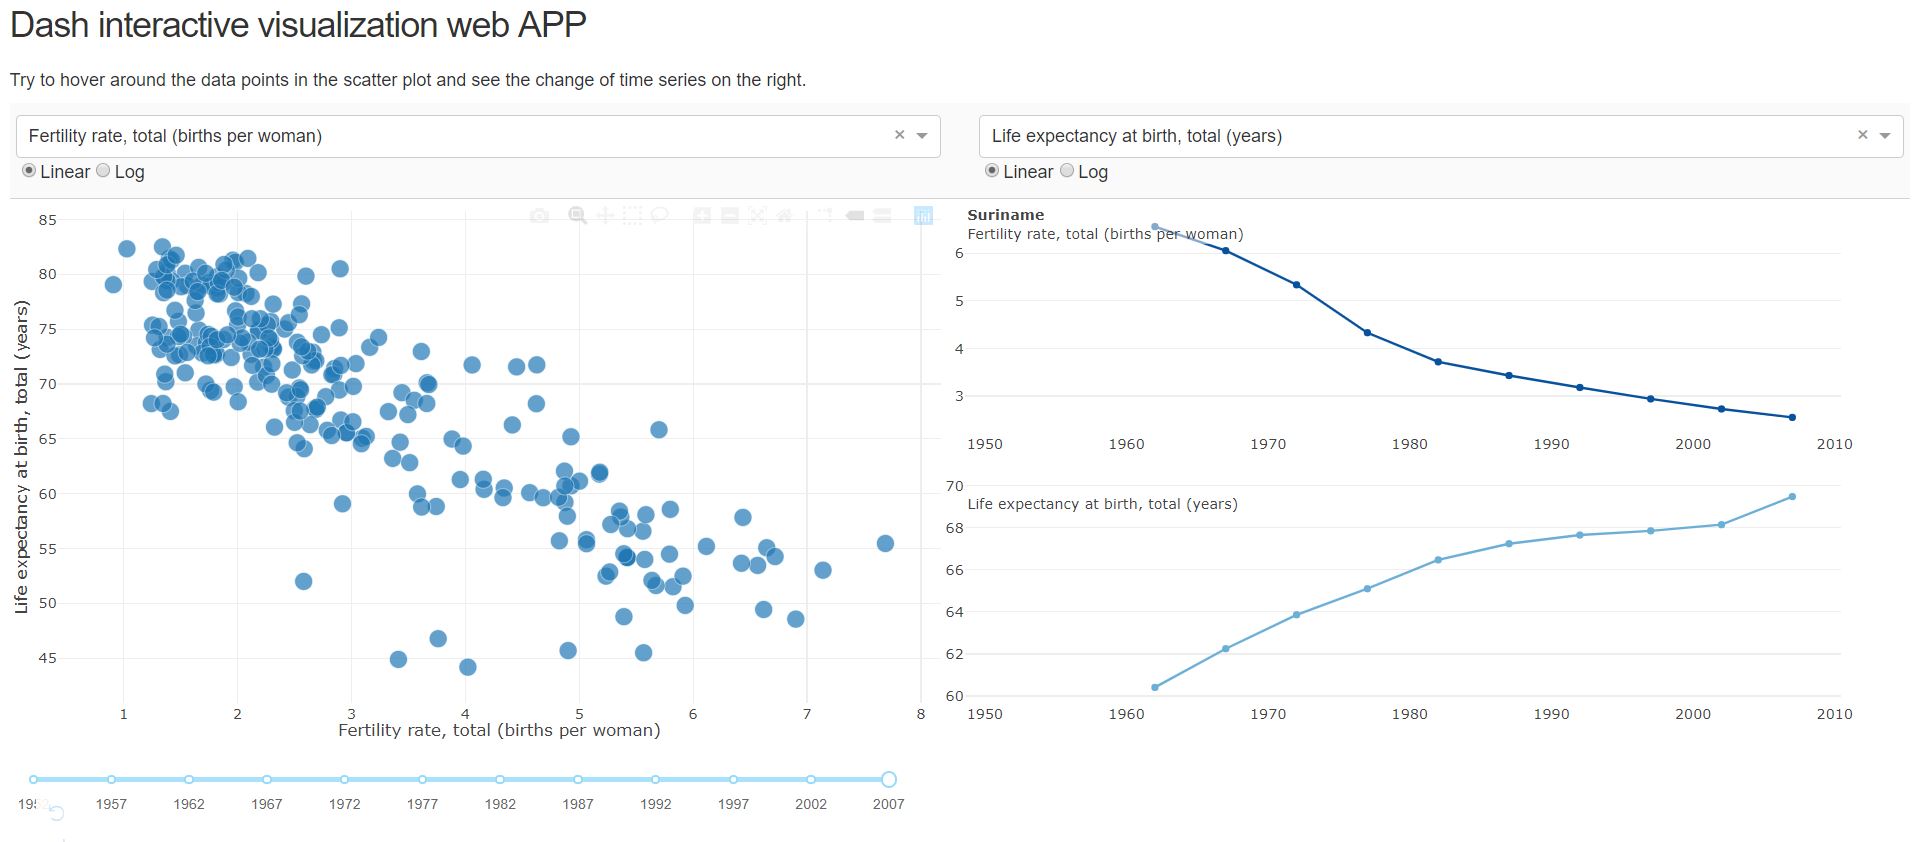 Dash interactive visualization web APP
Try to hover around the data points in the scatter plot and see the change of time series on the right.
Fertility rate, total (births per woman)
Linear Log
Life expectancy at birth, total (years)
Linear Log
85
80
75
70
65
60
55
50
45
Life expectancy at birth, total (years)
1 2 3 4 5 6 7 8
Fertility rate, total (births per woman)
1957 1962 1967 1972 1977 1982 1987 1992 1997 2002 2007
Suriname
Fertility rate, total (births per woman)
6
5
4
3
1950 1960 1970 1980 1990 2000 2010
70
Life expectancy at birth, total (years)
68
66
64
62
60
1950 1960 1970 1980 1990 2000 2010